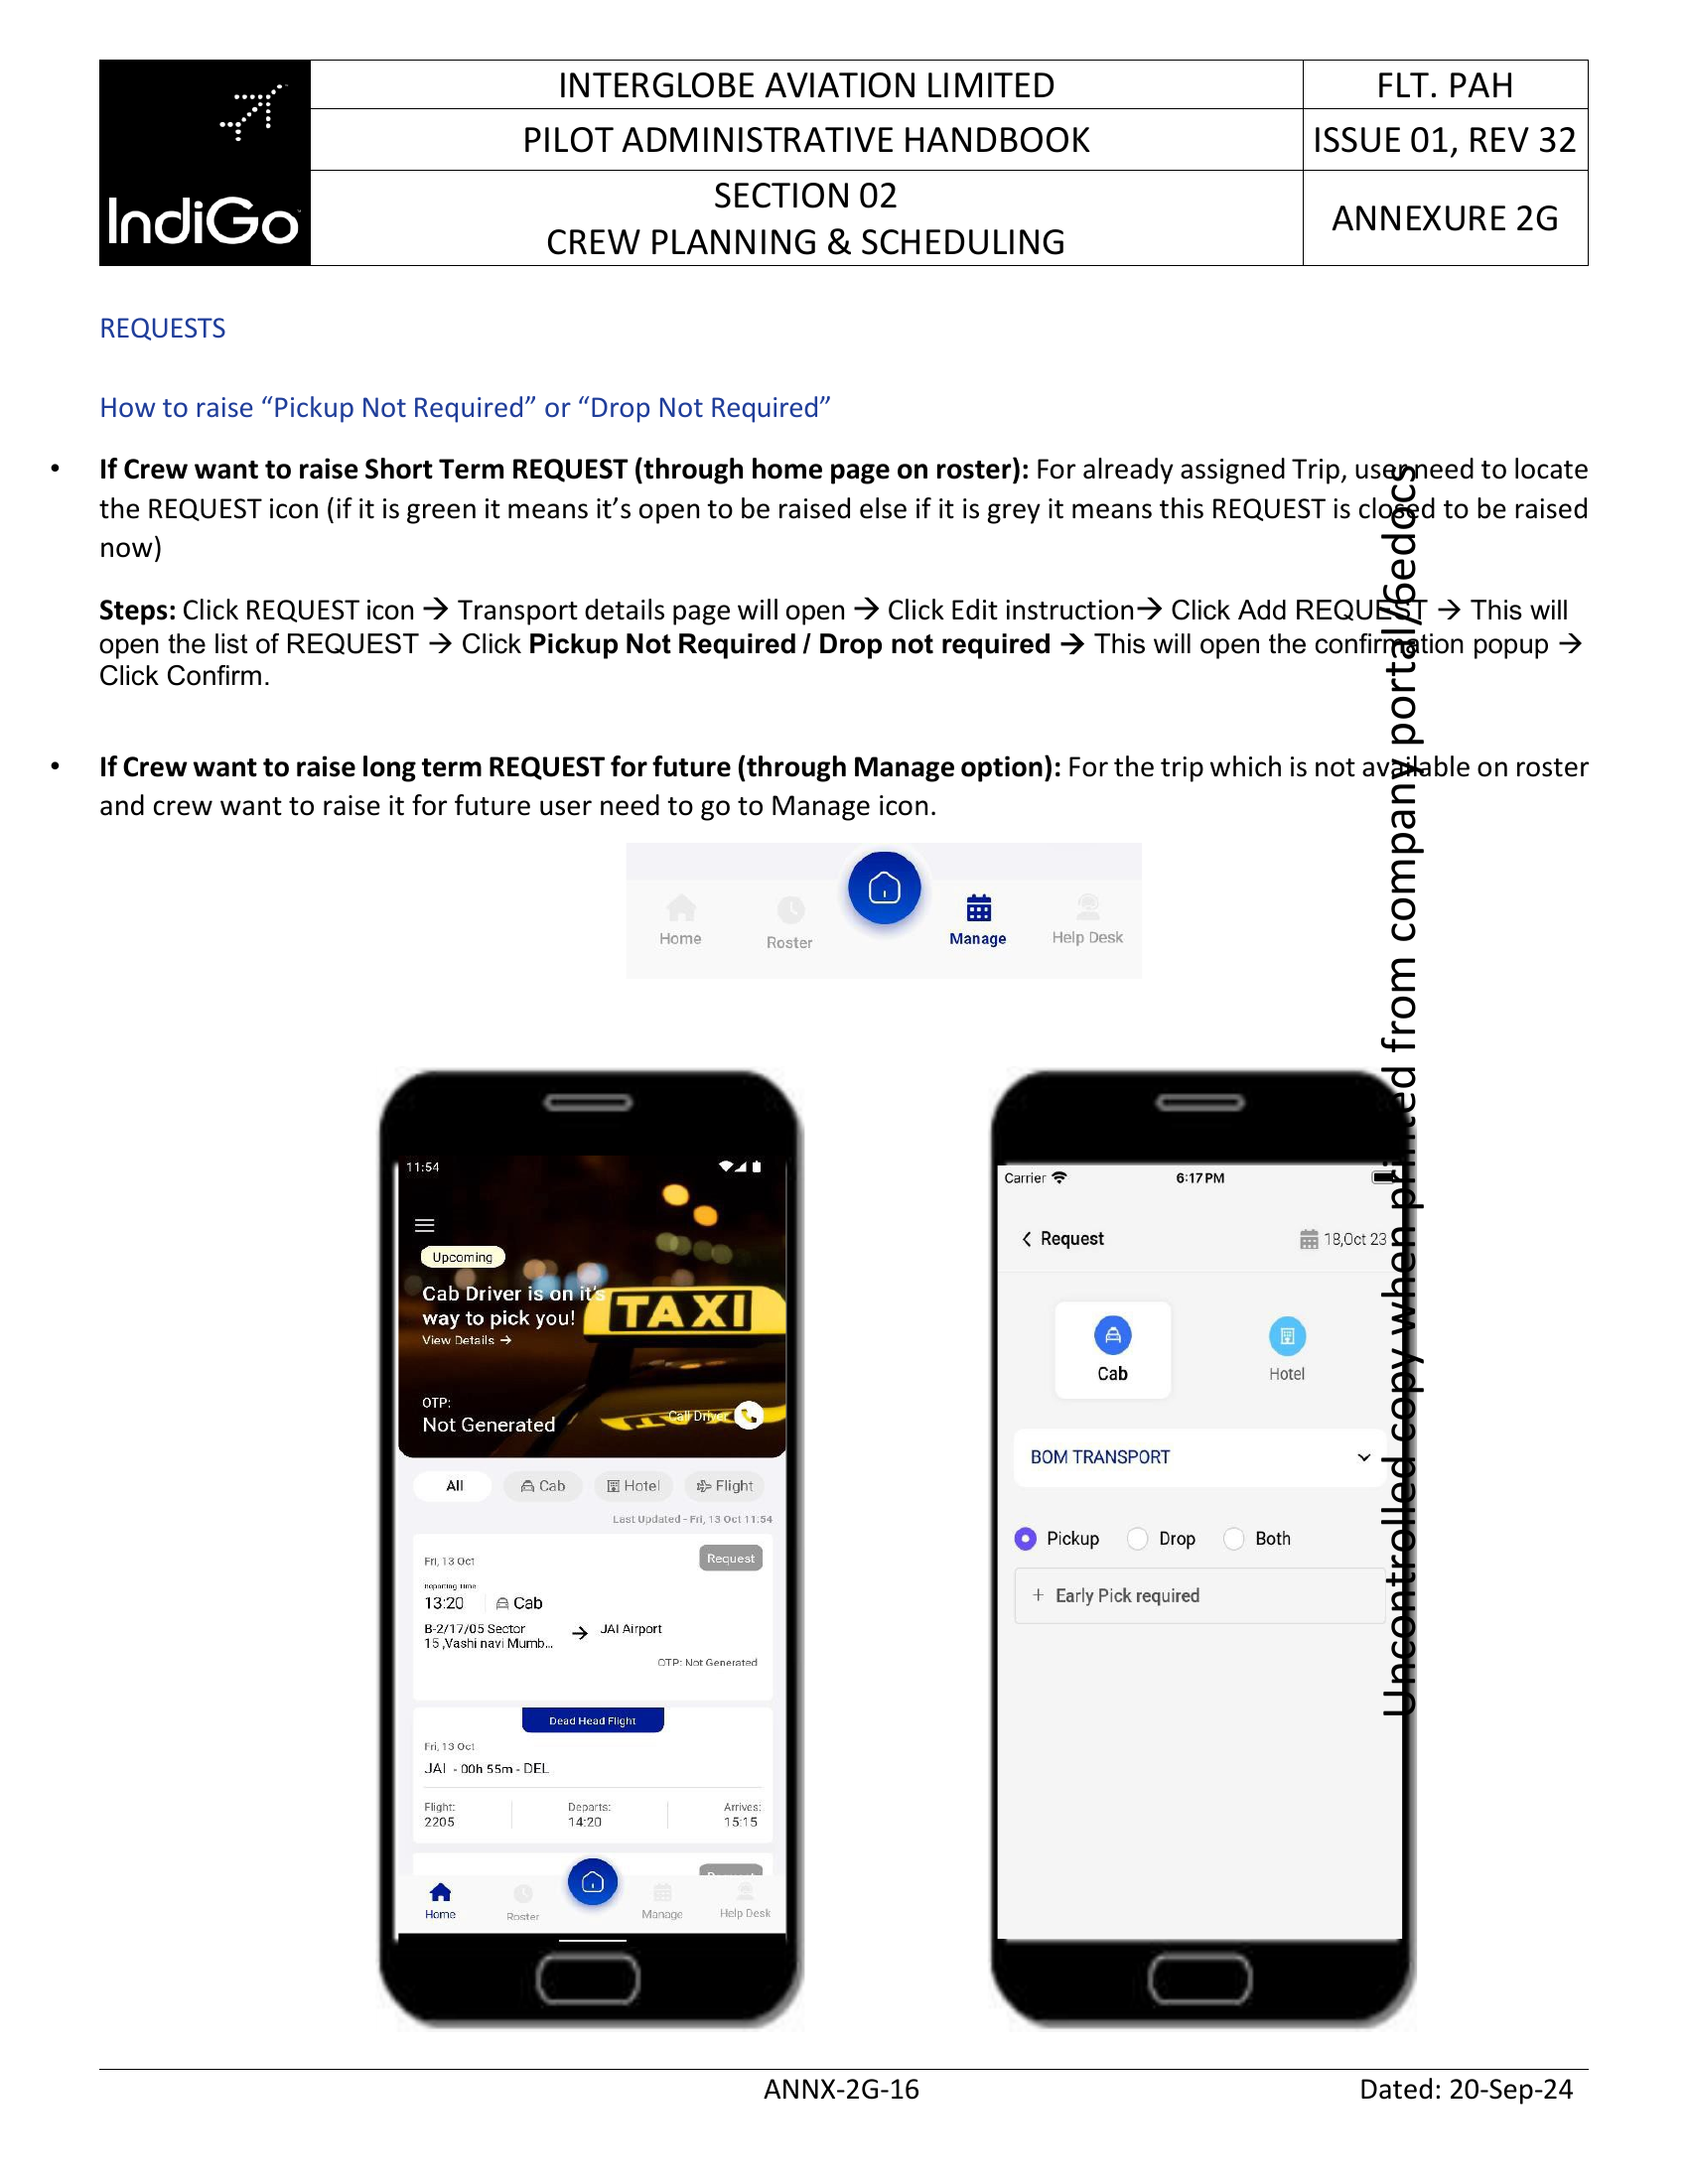 IndiGo
INTERGLOBE AVIATION LIMITED
FLT. PAH
PILOT ADMINISTRATIVE HANDBOOK
ISSUE 01, REV 32
SECTION 02
CREW PLANNING & SCHEDULING
ANNEXURE 2G
REQUESTS
How to raise “Pickup Not Required” or “Drop Not Required”
• If Crew want to raise Short Term REQUEST (through home page on roster): For already assigned Trip, user need to locate
the REQUEST icon (if it is green it means it’s open to be raised else if it is grey it means this REQUEST is closed to be raised
now)
Steps: Click REQUEST icon → Transport details page will open → Click Edit instruction→ Click Add REQUEST → This will
open the list of REQUEST → Click Pickup Not Required / Drop not required → This will open the confirmation popup →
Click Confirm.
• If Crew want to raise long term REQUEST for future (through Manage option): For the trip which is not available on roster
and crew want to raise it for future user need to go to Manage icon.
Home
Roster
Manage
Help Desk
11:54
Upcoming
Cab Driver is on it's
way to pick you!
View Details →
OTP:
Not Generated
Call Driver
All
Cab
Hotel
Flight
Last Updated - Fri, 13 Oct 11:54
Fri, 13 Oct
Request
Reporting Time
13:20
Cab
B-2/17/05 Sector
15 ,Vashi navi Mumb...
→ JAI Airport
OTP: Not Generated
Dead Head Flight
Fri, 13 Oct
JAI - 00h 55m - DEL
Flight:
2205
Departs:
14:20
Arrives:
15:15
Home
Roster
Manage
Help Desk
Carrier
6:17 PM
< Request
18,Oct 23
Cab
Hotel
BOM TRANSPORT
Pickup
Drop
Both
+ Early Pick required
Uncontrolled copy when printed from company portal/6edocs
ANNX-2G-16
Dated: 20-Sep-24